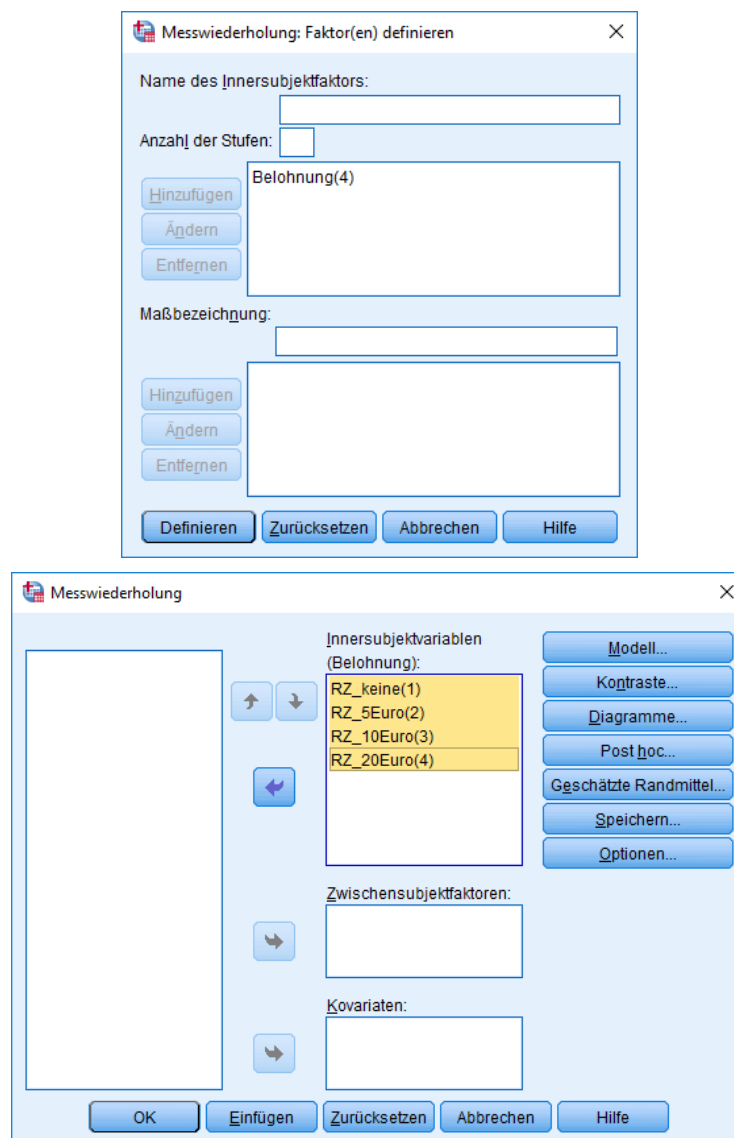 Messwiederholung: Faktor(en) definieren
Name des Innersubjektfaktors:
Anzahl der Stufen:
Hinzufügen
Ändern
Entfernen
Belohnung(4)
Maßbezeichnung:
Hinzufügen
Ändern
Entfernen
Definieren
Zurücksetzen
Abbrechen
Hilfe
Messwiederholung
Innersubjektvariablen
(Belohnung):
RZ_keine(1)
RZ_5Euro(2)
RZ_10Euro(3)
RZ_20Euro(4)
Modell...
Kontraste...
Diagramme...
Post hoc...
Geschätzte Randmittel...
Speichern...
Optionen...
Zwischensubjektfaktoren:
Kovariaten:
OK
Einfügen
Zurücksetzen
Abbrechen
Hilfe